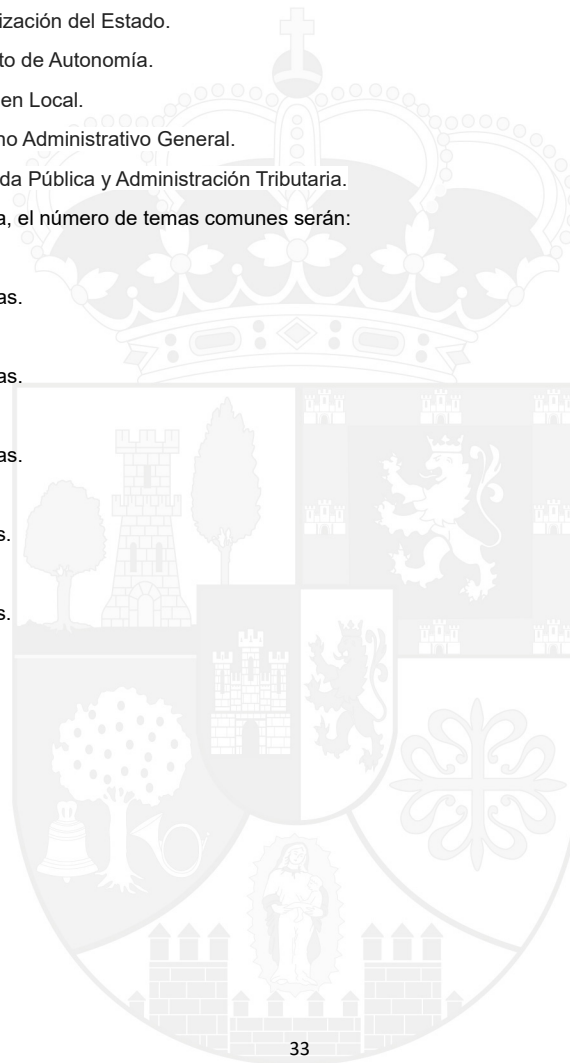 ización del Estado.
to de Autonomía.
en Local.
no Administrativo General.
da Pública y Administración Tributaria.
a, el número de temas comunes serán:
as.
as.
as.
s.
s.
33